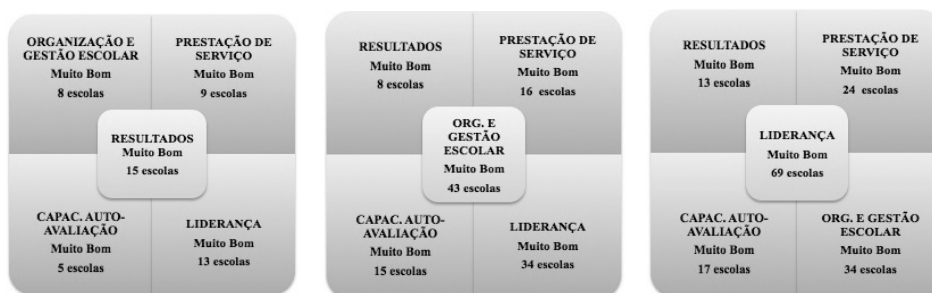 ORGANIZAÇÃO E
GESTÃO ESCOLAR
Muito Bom
8 escolas
PRESTAÇÃO DE
SERVIÇO
Muito Bom
9 escolas
RESULTADOS
Muito Bom
15 escolas
CAPAC. AUTO-
AVALIAÇÃO
Muito Bom
5 escolas
LIDERANÇA
Muito Bom
13 escolas
RESULTADOS
Muito Bom
8 escolas
PRESTAÇÃO DE
SERVIÇO
Muito Bom
16 escolas
ORG. E
GESTÃO
ESCOLAR
Muito Bom
43 escolas
CAPAC. AUTO-
AVALIAÇÃO
Muito Bom
15 escolas
LIDERANÇA
Muito Bom
34 escolas
RESULTADOS
Muito Bom
13 escolas
PRESTAÇÃO DE
SERVIÇO
Muito Bom
24 escolas
LIDERANÇA
Muito Bom
69 escolas
CAPAC. AUTO-
AVALIAÇÃO
Muito Bom
17 escolas
ORG. E GESTÃO
ESCOLAR
Muito Bom
34 escolas